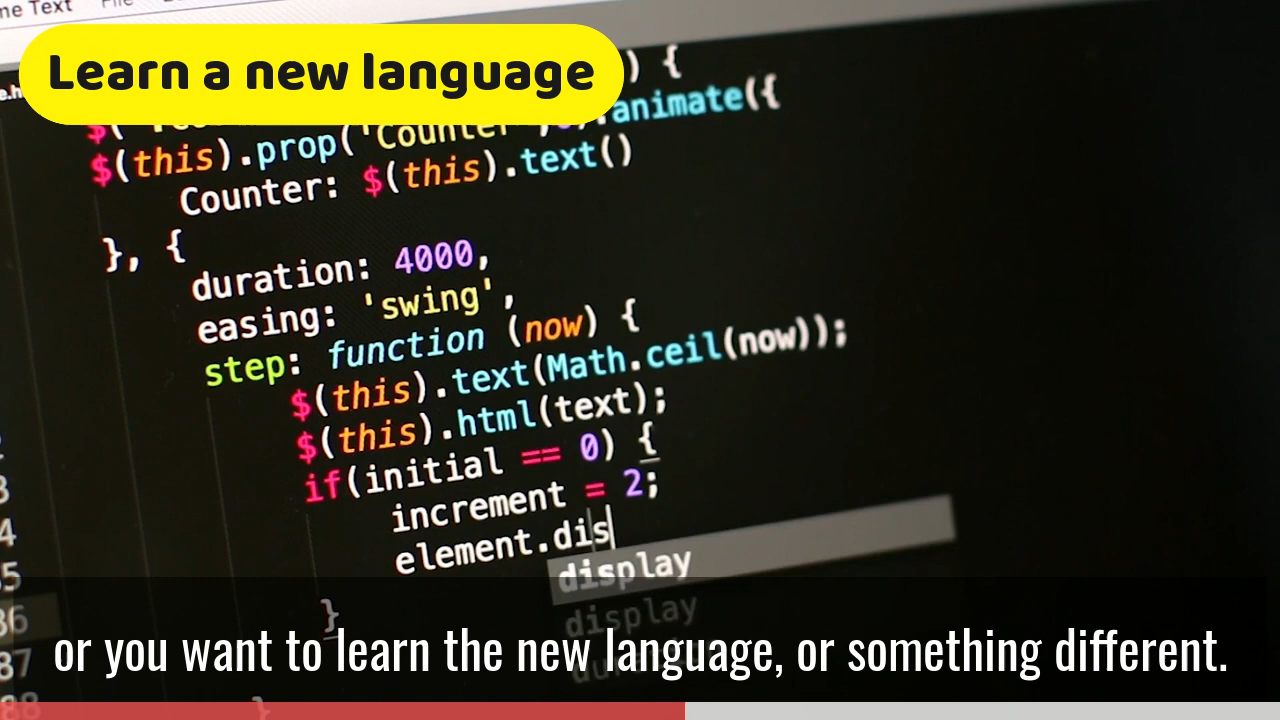 Learn a new language
) {
.animate({
$(this).prop('Counter'
Counter: $(this).text()
}, {
duration: 4000,
easing: 'swing',
step: function (now) {
$(this).text(Math.ceil(now));
$(this).html(text);
if(initial == 0) {
increment = 2;
element.dis
display
display
}
or you want to learn the new language, or something different.
87
}